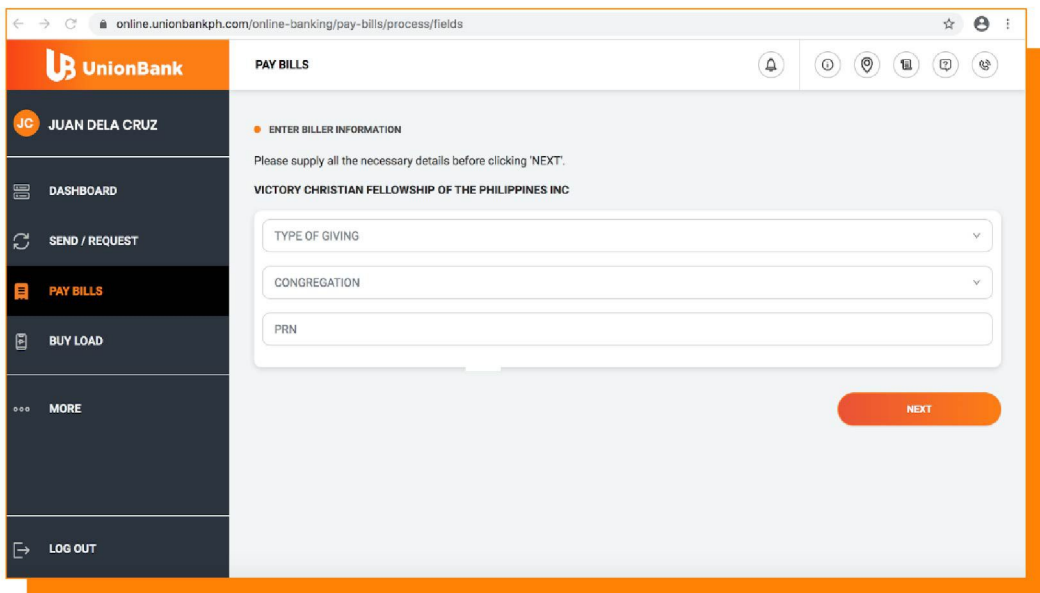 online.unionbankph.com/online-banking/pay-bills/process/fields
UB UnionBank
PAY BILLS
JC JUAN DELA CRUZ
DASHBOARD
SEND / REQUEST
PAY BILLS
BUY LOAD
MORE
LOG OUT
ENTER BILLER INFORMATION
Please supply all the necessary details before clicking 'NEXT'.
VICTORY CHRISTIAN FELLOWSHIP OF THE PHILIPPINES INC
TYPE OF GIVING
CONGREGATION
PRN
NEXT